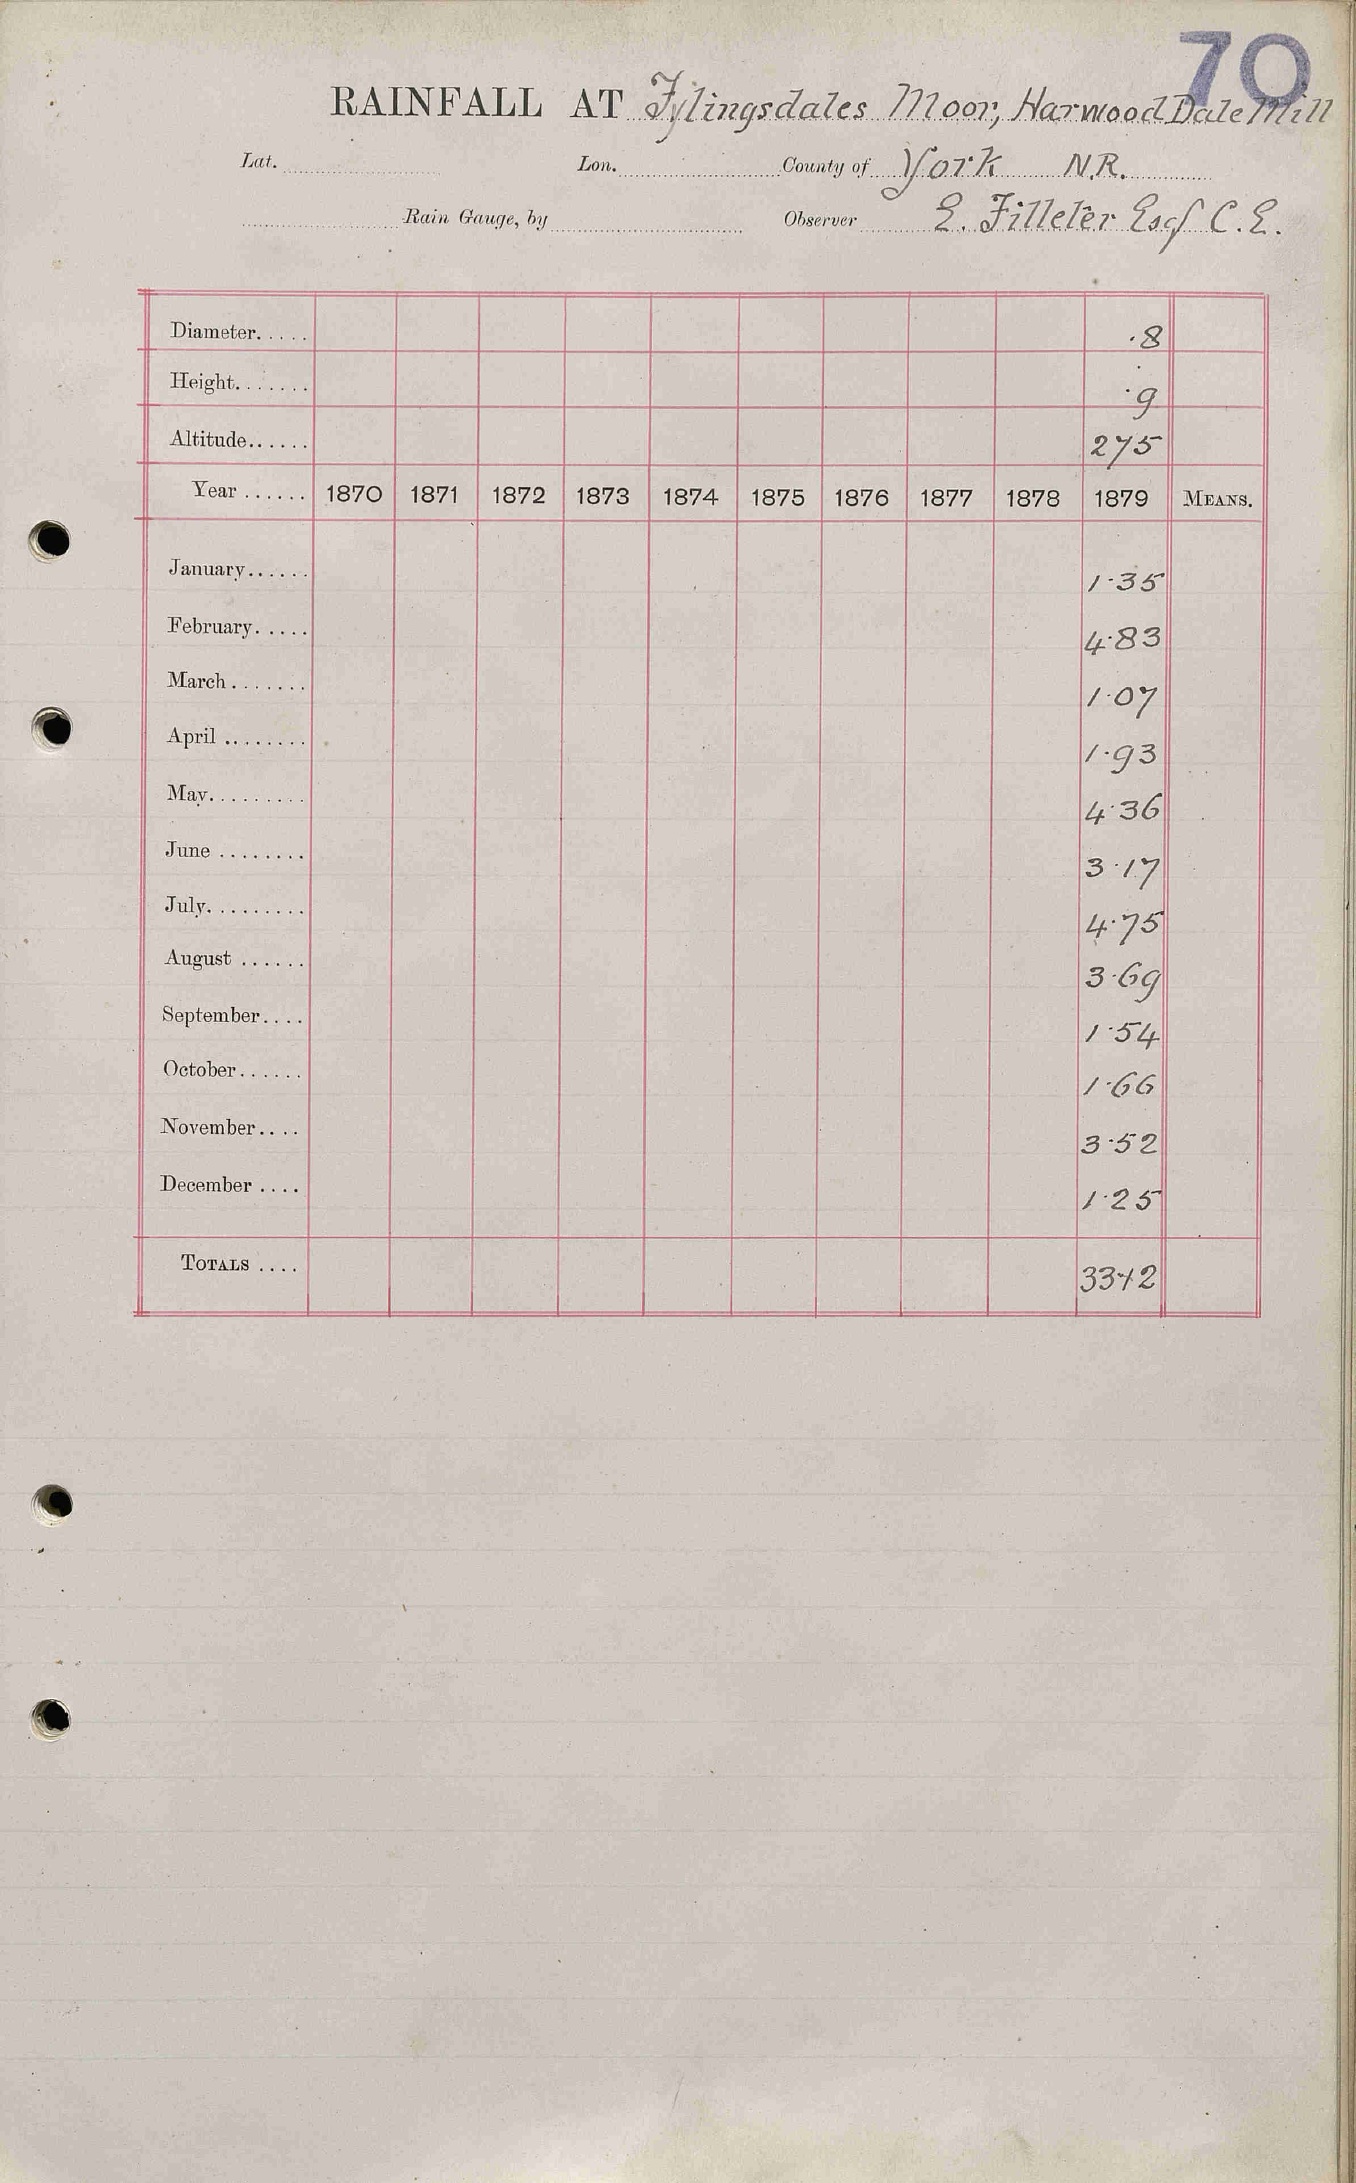 70
RAINFALL AT Fylingsdales Moor, Harwood Dale Mill
Lat. Lon. County of York N.R.
Rain Gauge, by Observer E. Filleter Esq C.E.
Diameter ·8
Height ·9
Altitude 275
Year 1870 1871 1872 1873 1874 1875 1876 1877 1878 1879 MEANS.
January 1·35
February 4·83
March 1·07
April 1·93
May 4·36
June 3·17
July 4·75
August 3·69
September 1·54
October 1·66
November 3·52
December 1·25
TOTALS 33·12